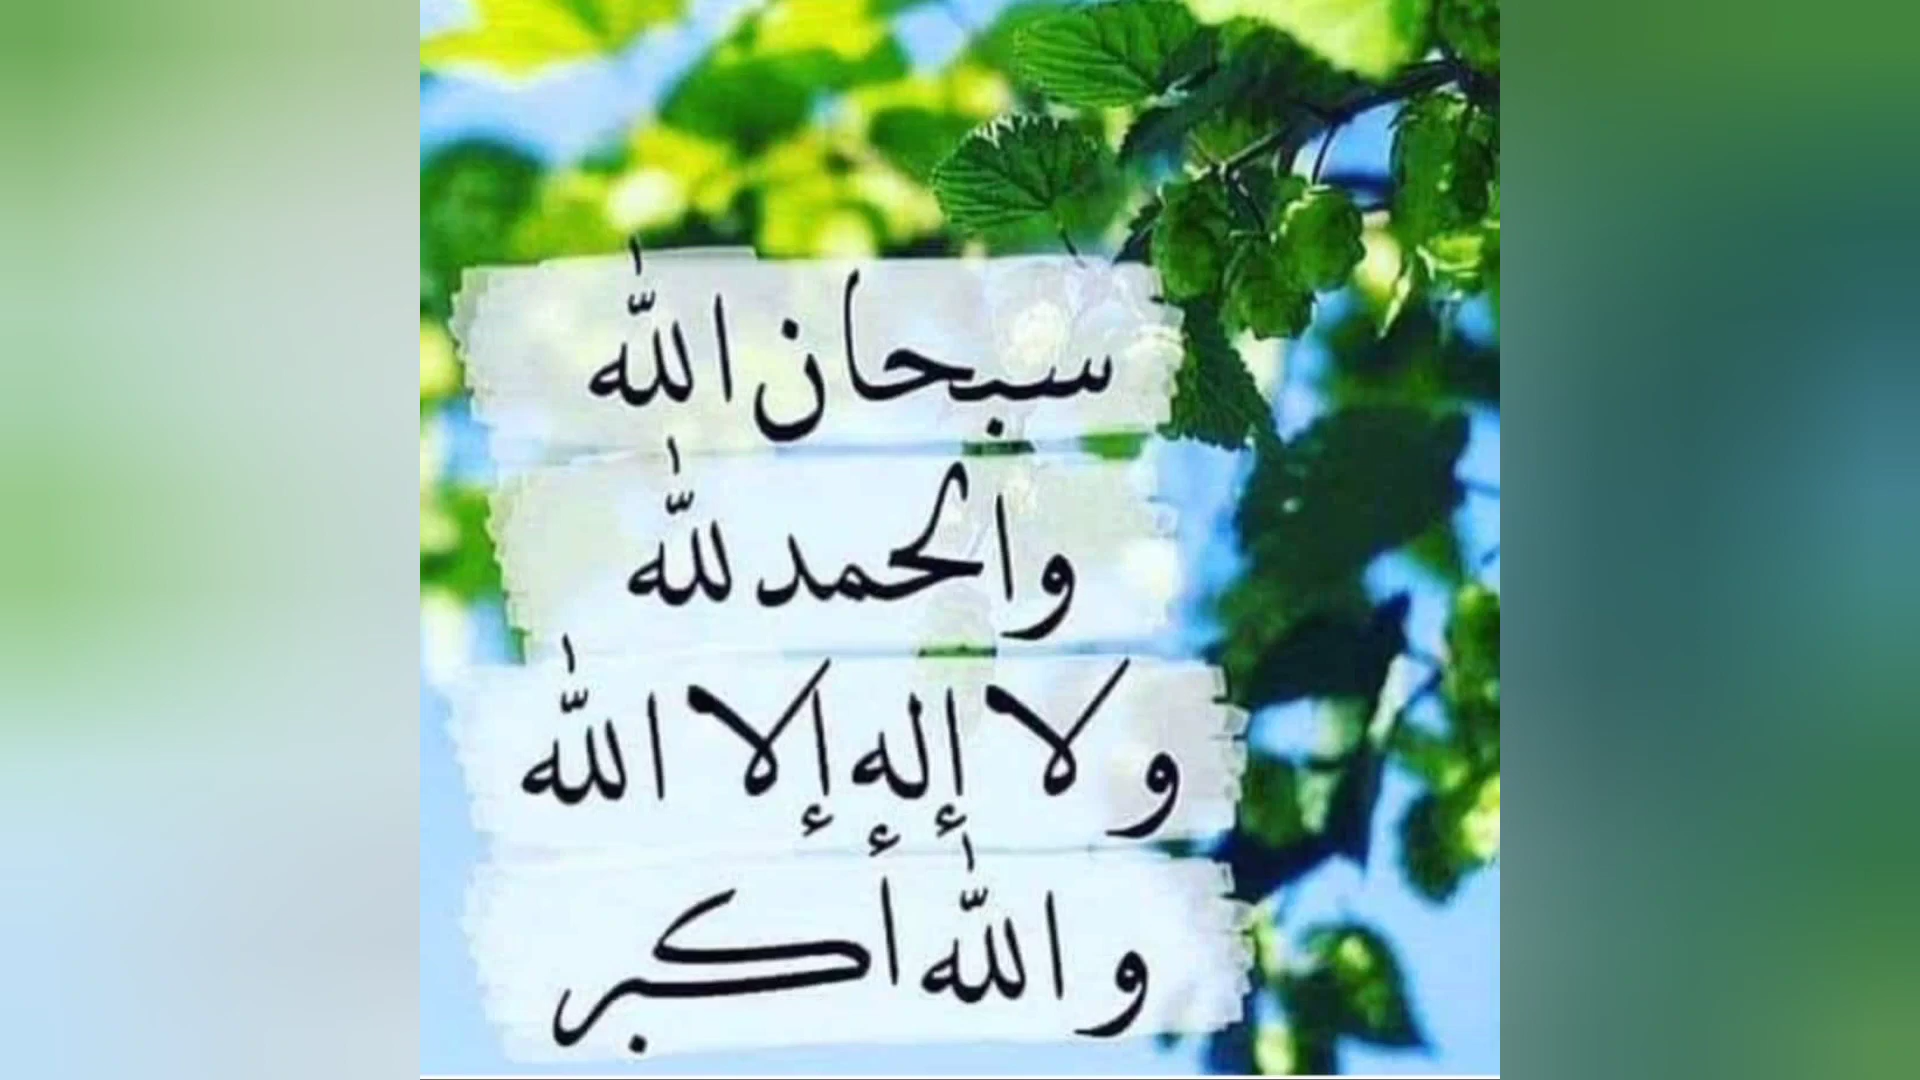 سبحان الله
والحمد لله
ولا إله إلا الله
والله أكبر